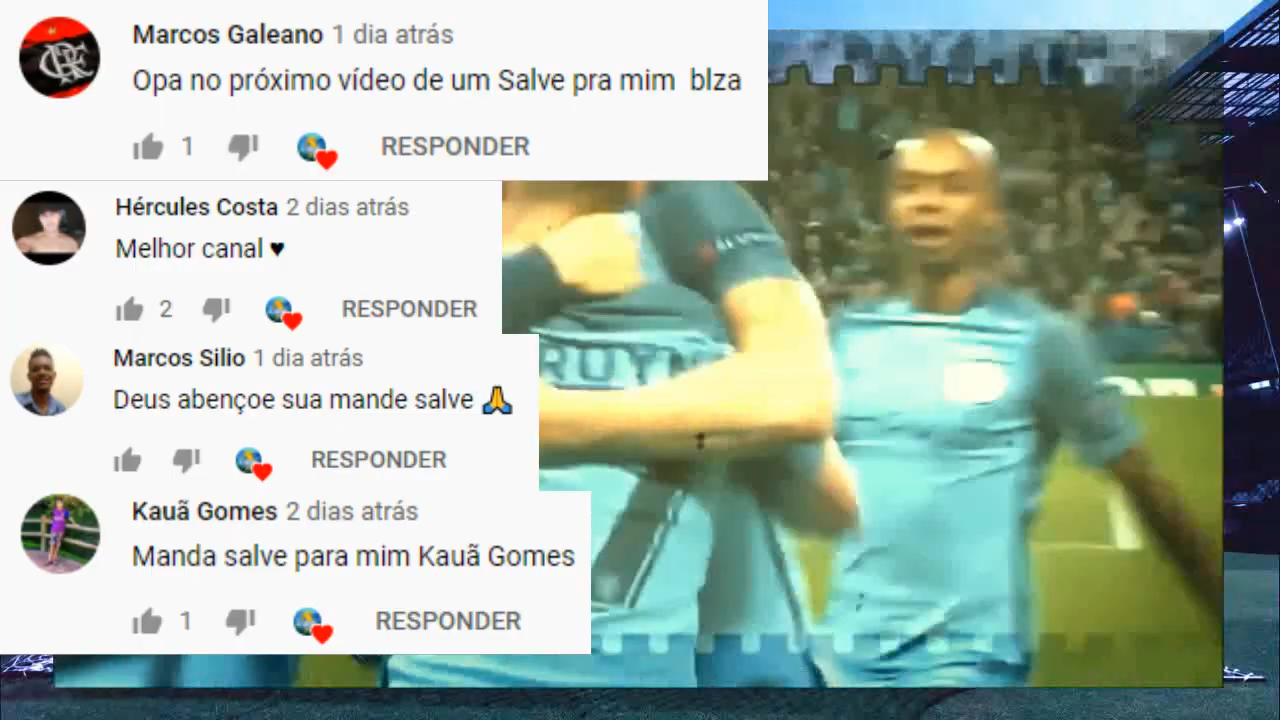 Marcos Galeano 1 dia atrás
Opa no próximo vídeo de um Salve pra mim blza
1 RESPONDER
Hércules Costa 2 dias atrás
Melhor canal ♥
2 RESPONDER
Marcos Silio 1 dia atrás
Deus abençoe sua mande salve 🙏
RESPONDER
Kauã Gomes 2 dias atrás
Manda salve para mim Kauã Gomes
1 RESPONDER